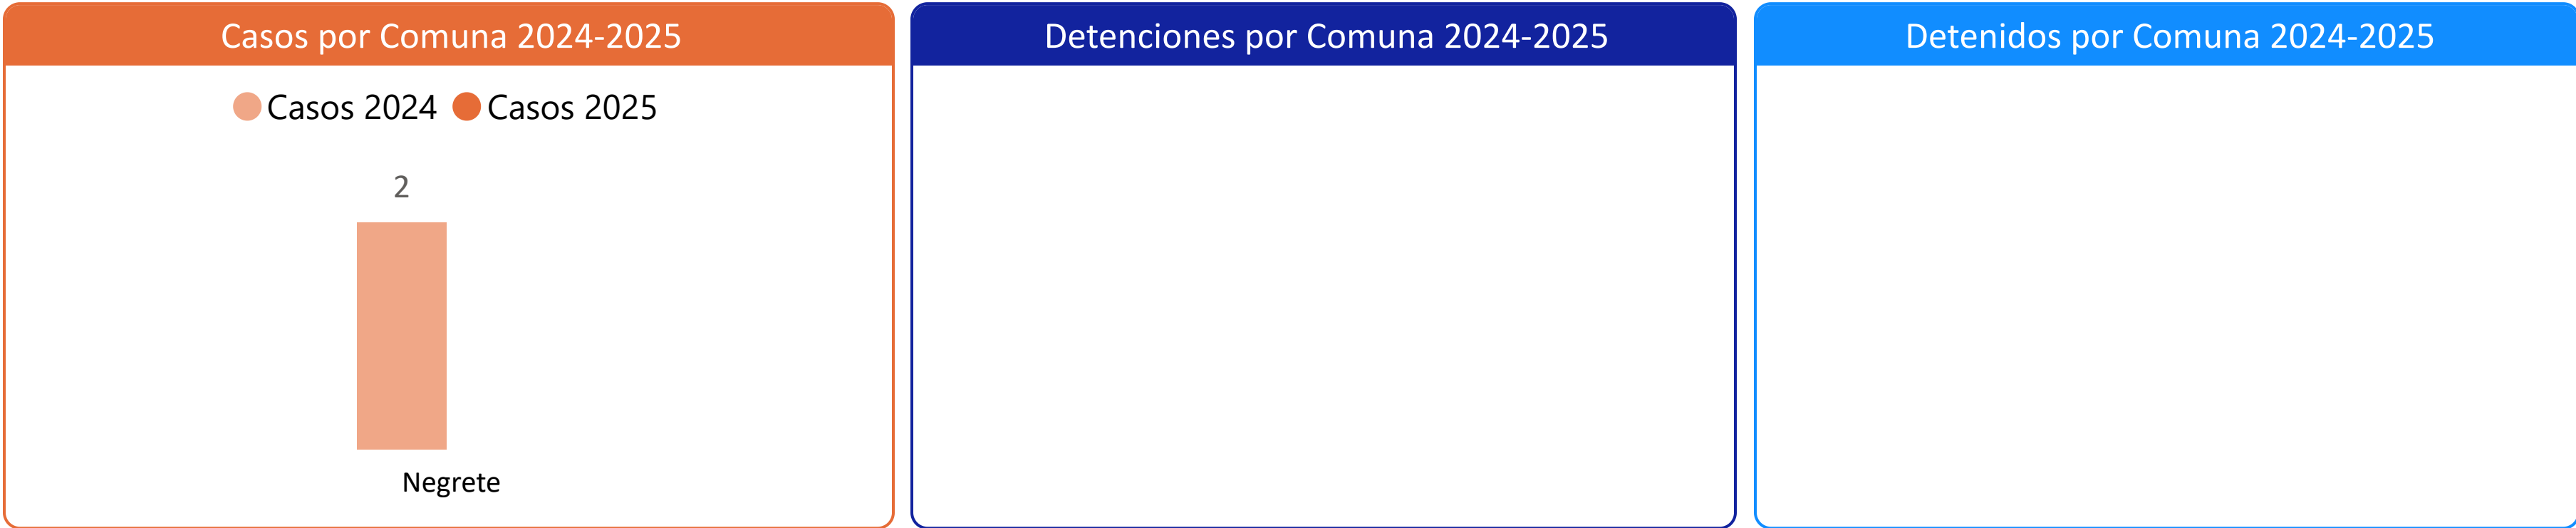 Casos por Comuna 2024-2025
Casos 2024 Casos 2025
2
Negrete
Detenciones por Comuna 2024-2025
Detenidos por Comuna 2024-2025